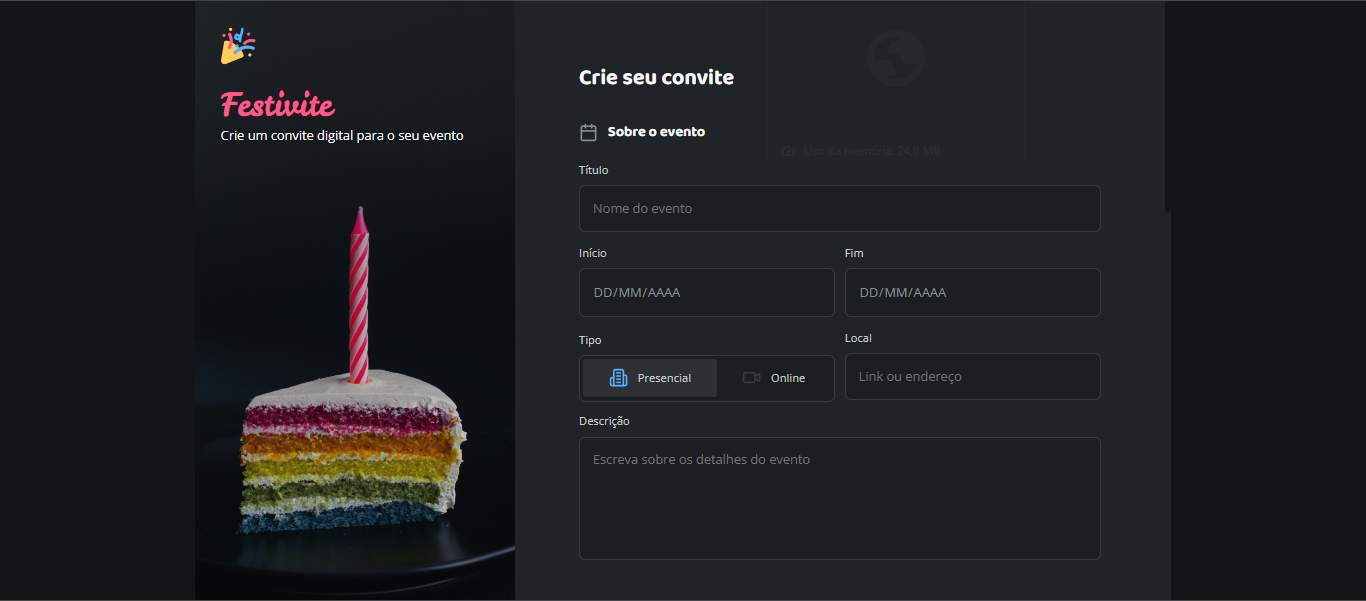 Festivite
Crie um convite digital para o seu evento
Crie seu convite
Sobre o evento
Uso da memória: 24,8 MB
Título
Nome do evento
Início
Fim
DD/MM/AAAA
DD/MM/AAAA
Tipo
Local
Presencial
Online
Link ou endereço
Descrição
Escreva sobre os detalhes do evento